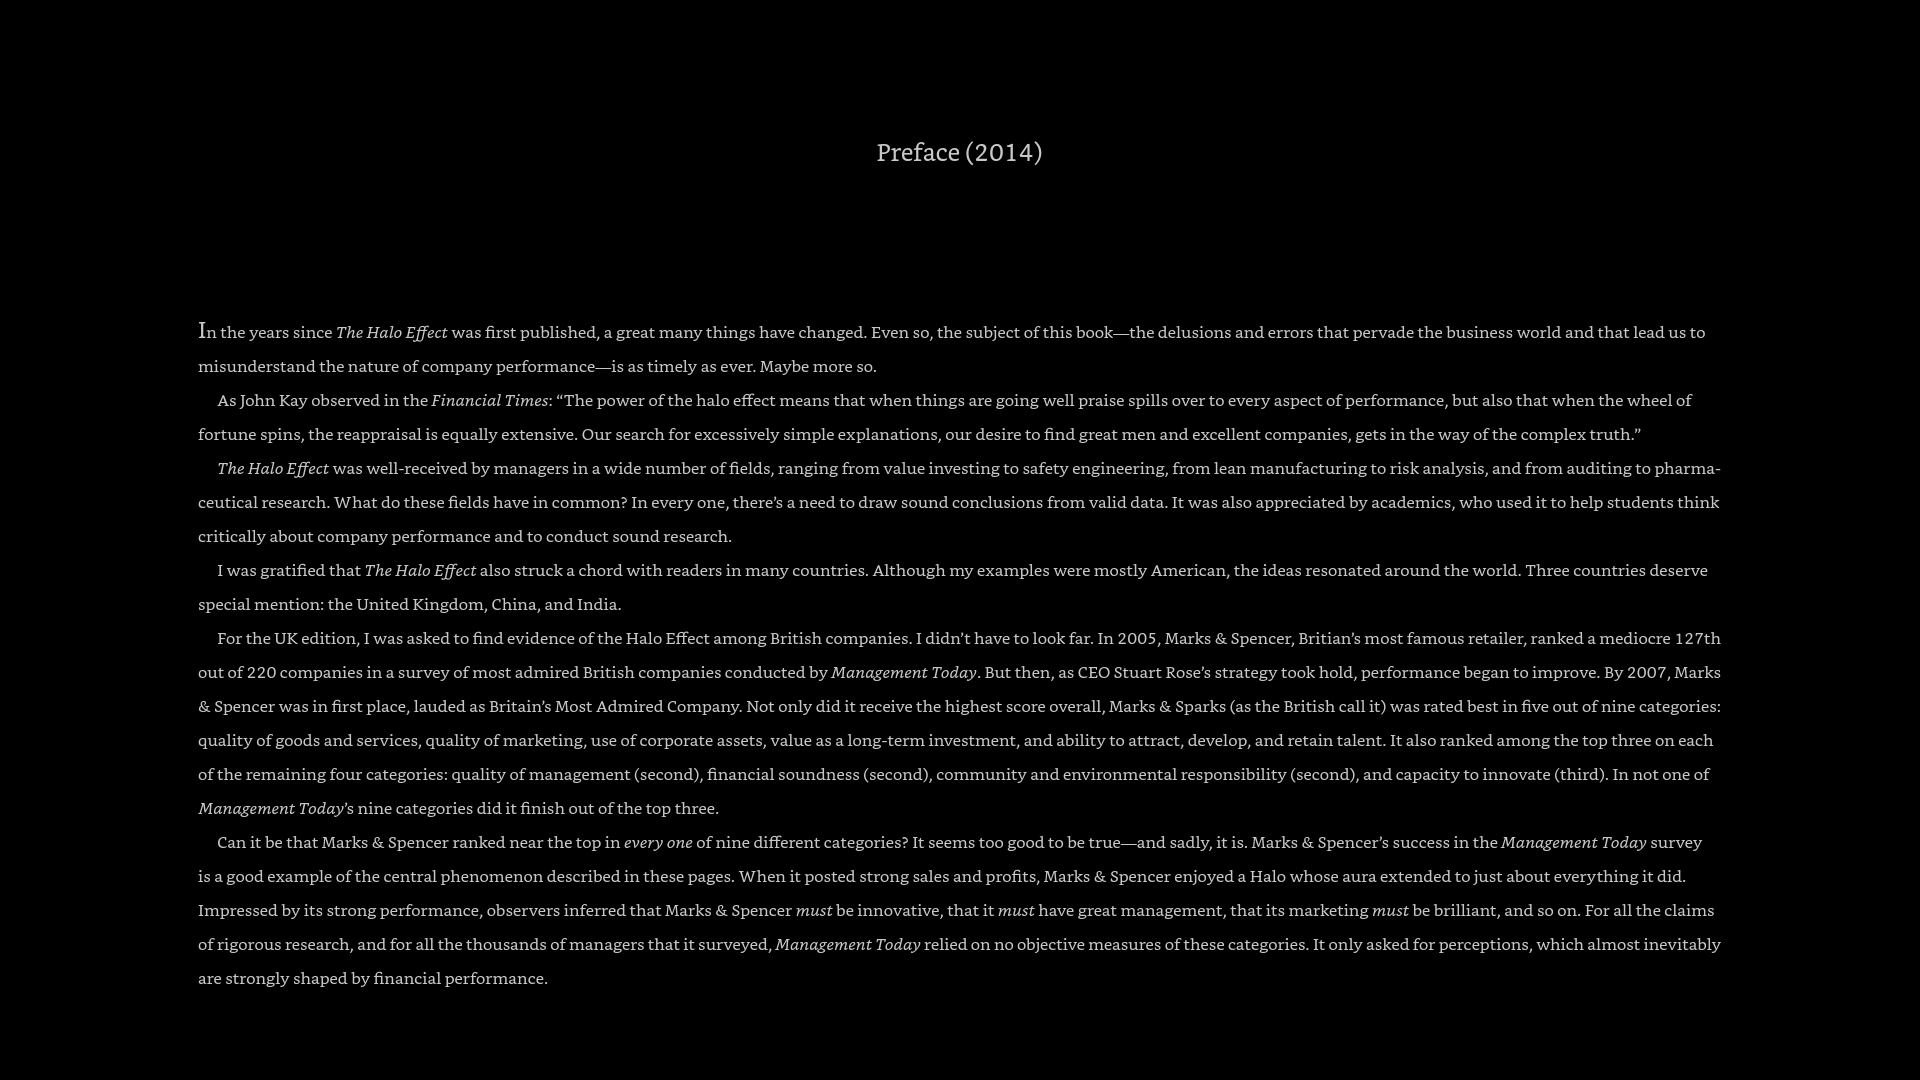 Preface (2014)
In the years since The Halo Effect was first published, a great many things have changed. Even so, the subject of this book—the delusions and errors that pervade the business world and that lead us to
misunderstand the nature of company performance—is as timely as ever. Maybe more so.
As John Kay observed in the Financial Times: “The power of the halo effect means that when things are going well praise spills over to every aspect of performance, but also that when the wheel of
fortune spins, the reappraisal is equally extensive. Our search for excessively simple explanations, our desire to find great men and excellent companies, gets in the way of the complex truth.”
The Halo Effect was well-received by managers in a wide number of fields, ranging from value investing to safety engineering, from lean manufacturing to risk analysis, and from auditing to pharma-
ceutical research. What do these fields have in common? In every one, there’s a need to draw sound conclusions from valid data. It was also appreciated by academics, who used it to help students think
critically about company performance and to conduct sound research.
I was gratified that The Halo Effect also struck a chord with readers in many countries. Although my examples were mostly American, the ideas resonated around the world. Three countries deserve
special mention: the United Kingdom, China, and India.
For the UK edition, I was asked to find evidence of the Halo Effect among British companies. I didn’t have to look far. In 2005, Marks & Spencer, Britian’s most famous retailer, ranked a mediocre 127th
out of 220 companies in a survey of most admired British companies conducted by Management Today. But then, as CEO Stuart Rose’s strategy took hold, performance began to improve. By 2007, Marks
& Spencer was in first place, lauded as Britain’s Most Admired Company. Not only did it receive the highest score overall, Marks & Sparks (as the British call it) was rated best in five out of nine categories:
quality of goods and services, quality of marketing, use of corporate assets, value as a long-term investment, and ability to attract, develop, and retain talent. It also ranked among the top three on each
of the remaining four categories: quality of management (second), financial soundness (second), community and environmental responsibility (second), and capacity to innovate (third). In not one of
Management Today’s nine categories did it finish out of the top three.
Can it be that Marks & Spencer ranked near the top in every one of nine different categories? It seems too good to be true—and sadly, it is. Marks & Spencer’s success in the Management Today survey
is a good example of the central phenomenon described in these pages. When it posted strong sales and profits, Marks & Spencer enjoyed a Halo whose aura extended to just about everything it did.
Impressed by its strong performance, observers inferred that Marks & Spencer must be innovative, that it must have great management, that its marketing must be brilliant, and so on. For all the claims
of rigorous research, and for all the thousands of managers that it surveyed, Management Today relied on no objective measures of these categories. It only asked for perceptions, which almost inevitably
are strongly shaped by financial performance.